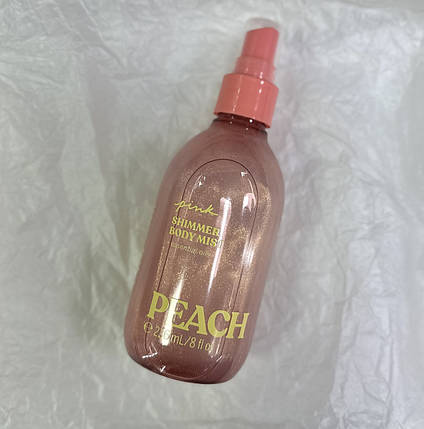 pink
SHIMMER
BODY MIST
PEACH
mL/8 fl oz